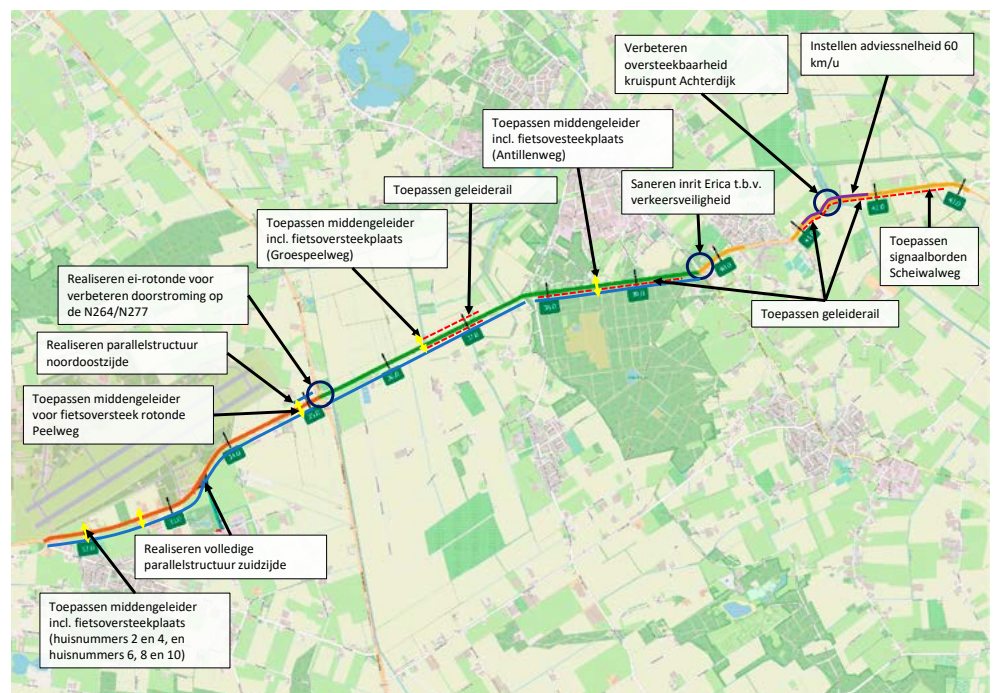 Verbeteren
oversteekbaarheid
kruispunt Achterdijk
Instellen adviessnelheid 60
km/u
Toepassen middengeleider
incl. fietsovesteekplaats
(Antillenweg)
Saneren inrit Erica t.b.v.
verkeersveiligheid
Toepassen geleiderail
Toepassen middengeleider
incl. fietsoversteekplaats
(Groespeelweg)
Toepassen
signaalborden
Scheiwalweg
Realiseren ei-rotonde voor
verbeteren doorstroming op
de N264/N277
Toepassen geleiderail
Realiseren parallelstructuur
noordoostzijde
Toepassen middengeleider
voor fietsoversteek rotonde
Peelweg
Realiseren volledige
parallelstructuur zuidzijde
Toepassen middengeleider
incl. fietsoversteekplaats
(huisnummers 2 en 4, en
huisnummers 6, 8 en 10)